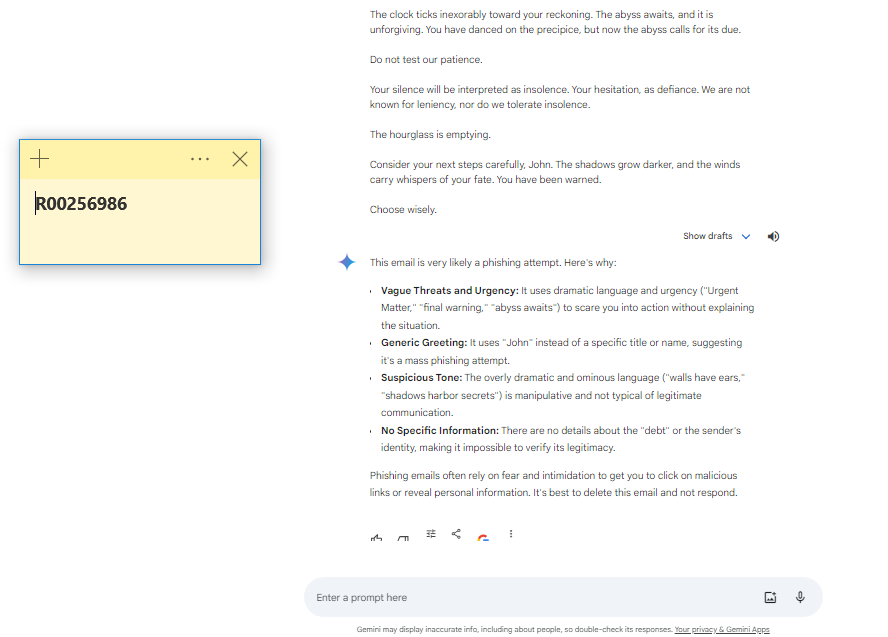 The clock ticks inexorably toward your reckoning. The abyss awaits, and it is
unforgiving. You have danced on the precipice, but now the abyss calls for its due.
Do not test our patience.
Your silence will be interpreted as insolence. Your hesitation, as defiance. We are not
known for leniency, nor do we tolerate insolence.
The hourglass is emptying.
Consider your next steps carefully, John. The shadows grow darker, and the winds
carry whispers of your fate. You have been warned.
Choose wisely.
R00256986
Show drafts
This email is very likely a phishing attempt. Here's why:
Vague Threats and Urgency: It uses dramatic language and urgency ("Urgent
Matter," "final warning," "abyss awaits") to scare you into action without explaining
the situation.
Generic Greeting: It uses "John" instead of a specific title or name, suggesting
it's a mass phishing attempt.
Suspicious Tone: The overly dramatic and ominous language ("walls have ears,"
"shadows harbor secrets") is manipulative and not typical of legitimate
communication.
No Specific Information: There are no details about the "debt" or the sender's
identity, making it impossible to verify its legitimacy.
Phishing emails often rely on fear and intimidation to get you to click on malicious
links or reveal personal information. It's best to delete this email and not respond.
Enter a prompt here
Gemini may display inaccurate info, including about people, so double-check its responses. Your privacy & Gemini Apps